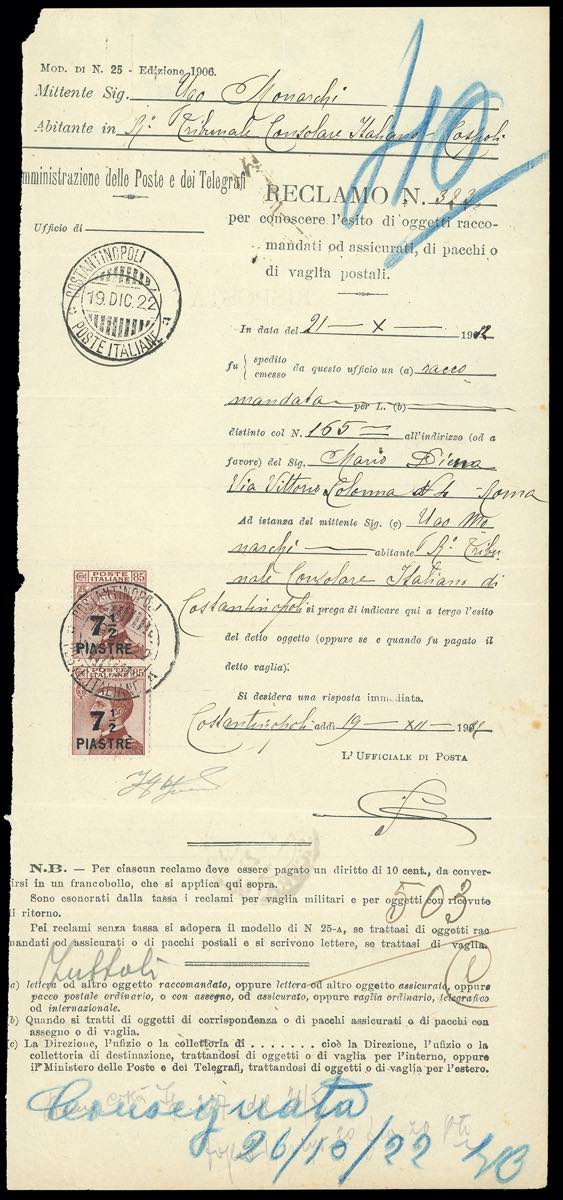 MOD. DI N. 25 - Edizione 1906.
Mittente Sig. Ugo Monarchi
Abitante in Rº Tribunale Consolare Italiano - Cospoli
mministrazione delle Poste e dei Telegrafi
RECLAMO N.
Ufficio di
per conoscere l'esito di oggetti racco-
mandati od assicurati, di pacchi o
di vaglia postali.
COSTANTINOPOLI
19.DIC.22
POSTE ITALIANE
In data del 21 - X - 19
fu { spedito emesso da questo ufficio un (a) racco
mandata per L. (b)
distinto col N. 165 all'indirizzo (od a
favore) del Sig. Mario Diena
Via Vittoria Colonna Roma
Ad istanza del mittente Sig. (c) Ugo Mo
narchi abitante Rº Tribu
nale Consolare Italiano di
Costantinopoli si prega di indicare qui a tergo l'esito
del detto oggetto (oppure se e quando fu pagato il
detto vaglia).
Si desidera una risposta immediata.
Costantinopoli addì 19 - XII - 19
L'UFFICIALE DI POSTA
POSTE ITALIANE 85
7½
PIASTRE
POSTE ITALIANE 85
7½
PIASTRE
COSTANTINOPOLI
N.B. — Per ciascun reclamo deve essere pagato un diritto di 10 cent., da conver-
irsi in un francobollo, che si applica qui sopra.
Sono esonerati dalla tassa i reclami per vaglia militari e per oggetti con ricevute
di ritorno.
503
Pei reclami senza tassa si adopera il modello di N 25-A, se trattasi di oggetti rac
mandati od assicurati o di pacchi postali e si scrivono lettere, se trattasi di vaglia.
(a) lettera od altro oggetto raccomandato, oppure lettera od altro oggetto assicurato, oppure
pacco postale ordinario, o con assegno, od assicurato, oppure vaglia ordinario, telegrafico
od internazionale.
(b) Quando si tratti di oggetti di corrispondenza o di pacchi assicurati o di pacchi con
assegno o di vaglia.
(c) La Direzione, l'ufizio o la collettoria di . . . . . . . cioè la Direzione, l'ufizio o la
collettoria di destinazione, trattandosi di oggetti o di vaglia per l'interno, oppure
il Ministero delle Poste e dei Telegrafi, trattandosi di oggetti o di vaglia per l'estero.
Consegnata
26/10/22